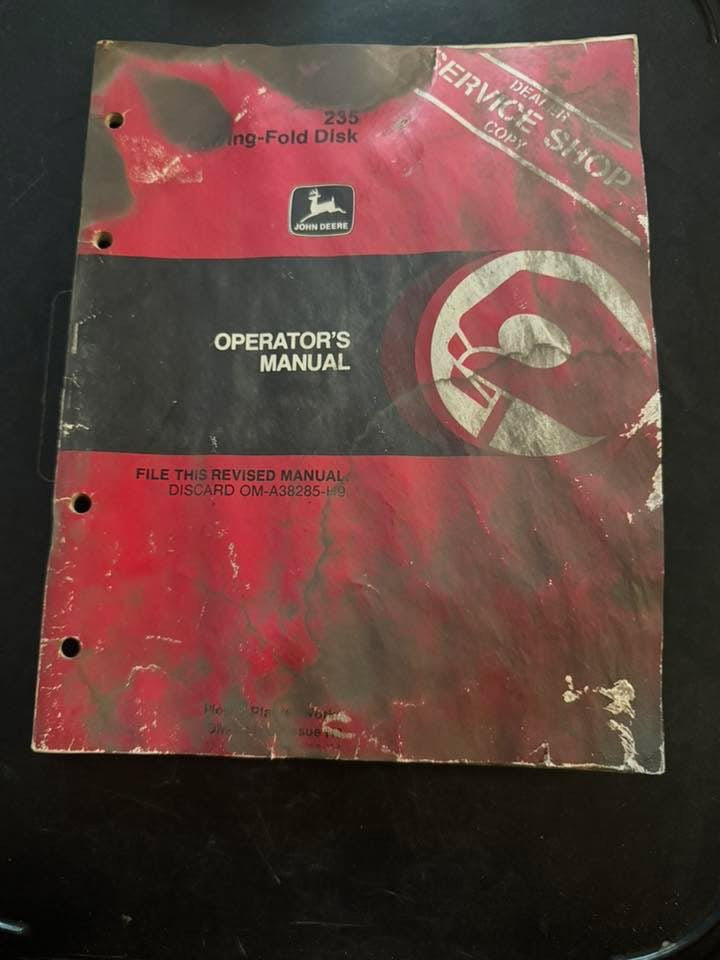 DEALER
SERVICE SHOP
COPY
235
Wing-Fold Disk
JOHN DEERE
OPERATOR'S
MANUAL
FILE THIS REVISED MANUAL.
DISCARD OM-A38285-H9